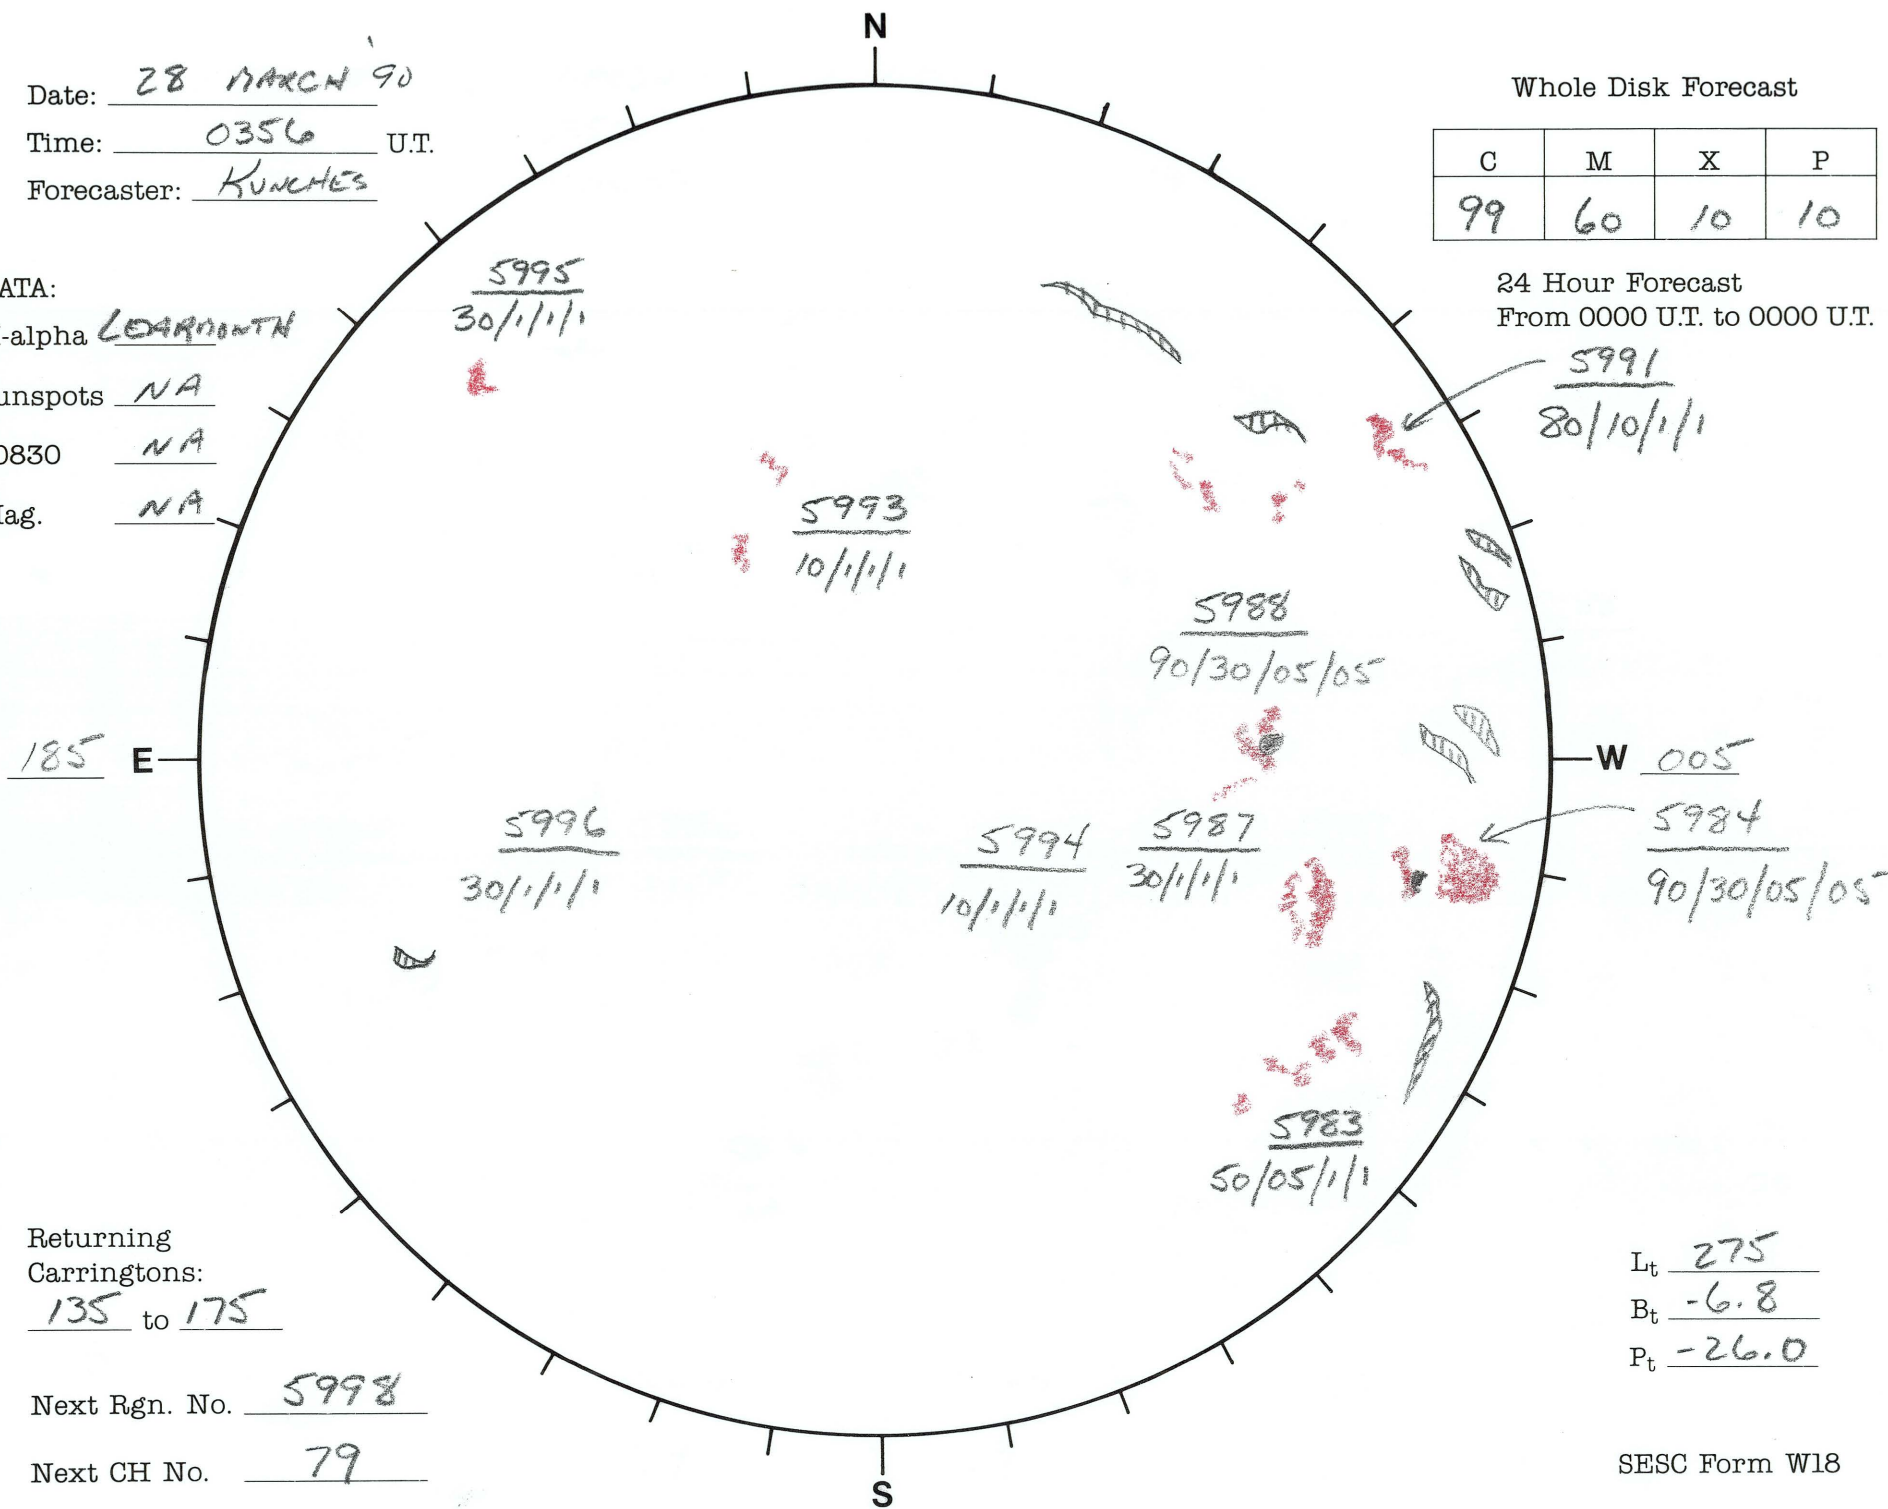 N
Date: 28 MARCH '90
Time: 0356 U.T.
Forecaster: KUNCHES
Whole Disk Forecast
C M X P
99 60 10 10
24 Hour Forecast
From 0000 U.T. to 0000 U.T.
ATA:
-alpha LEARMONTH
unspots NA
0830 NA
ag. NA
5995
30/1/1/1
5991
80/10/1/1
5993
10/1/1/1
5988
90/30/05/05
185 E
W 005
5996
30/1/1/1
5994
10/1/1/1
5987
30/1/1/1
5984
90/30/05/05
5983
50/05/1/1
Returning
Carringtons:
135 to 175
Next Rgn. No. 5998
Next CH No. 79
Lt 275
Bt -6.8
Pt -26.0
SESC Form W18
S